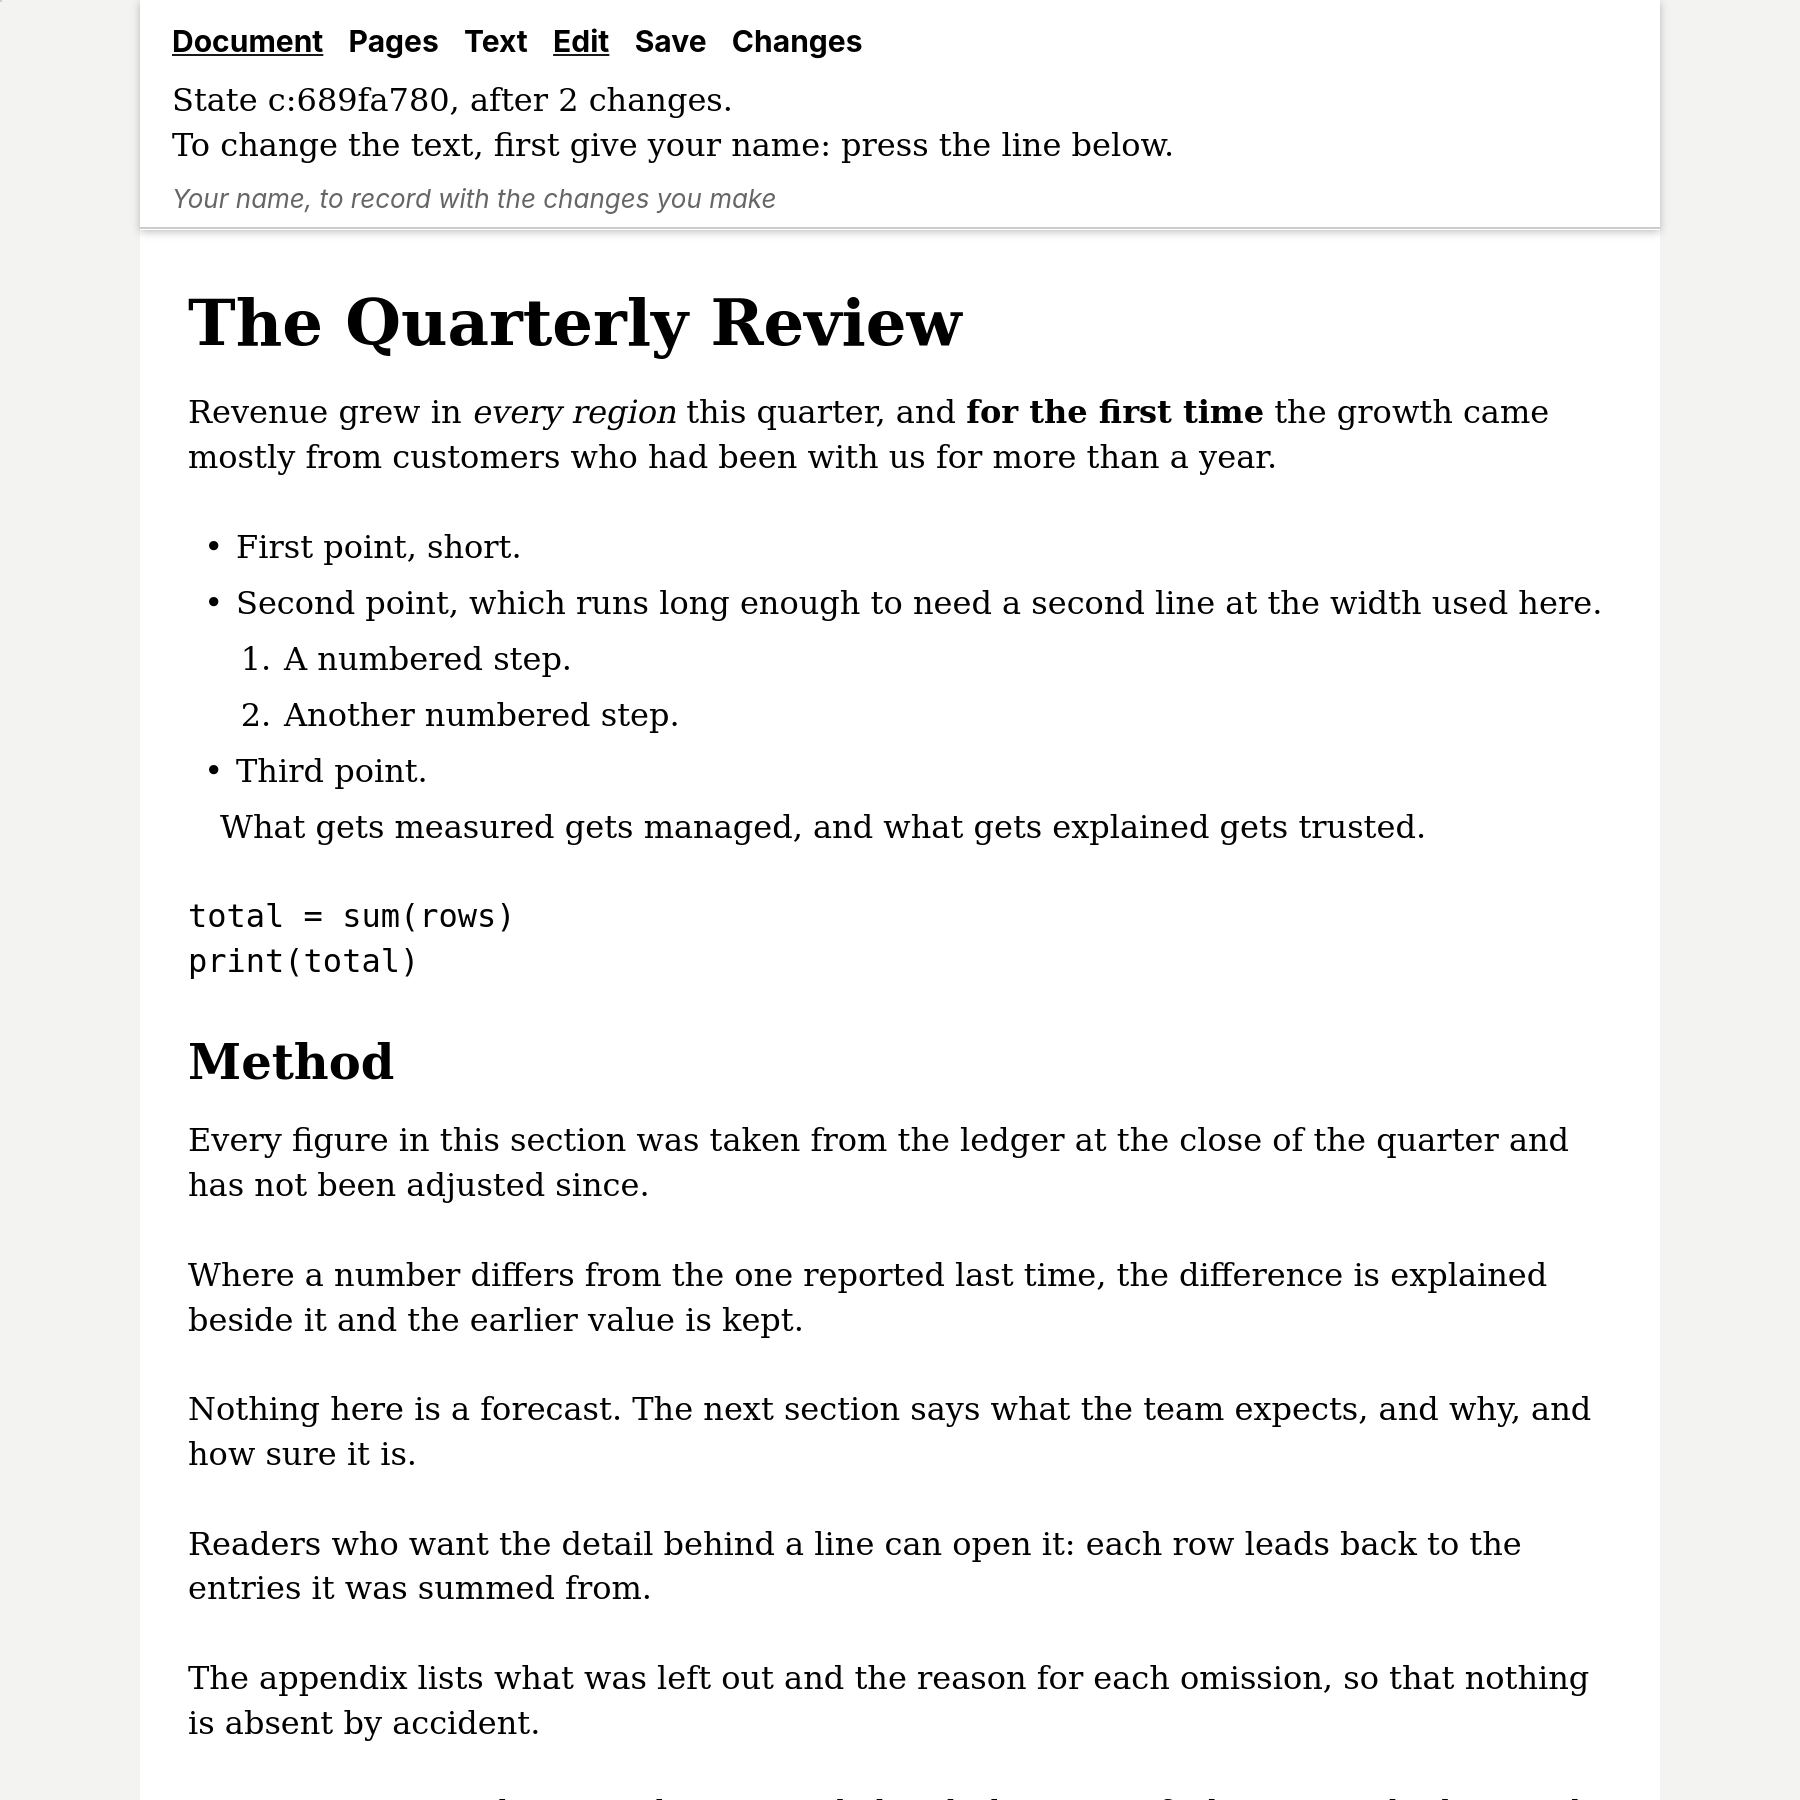 Document Pages Text Edit Save Changes
State c:689fa780, after 2 changes.
To change the text, first give your name: press the line below.
Your name, to record with the changes you make
The Quarterly Review
Revenue grew in every region this quarter, and for the first time the growth came
mostly from customers who had been with us for more than a year.
• First point, short.
• Second point, which runs long enough to need a second line at the width used here.
1. A numbered step.
2. Another numbered step.
• Third point.
What gets measured gets managed, and what gets explained gets trusted.
total = sum(rows)
print(total)
Method
Every figure in this section was taken from the ledger at the close of the quarter and
has not been adjusted since.
Where a number differs from the one reported last time, the difference is explained
beside it and the earlier value is kept.
Nothing here is a forecast. The next section says what the team expects, and why, and
how sure it is.
Readers who want the detail behind a line can open it: each row leads back to the
entries it was summed from.
The appendix lists what was left out and the reason for each omission, so that nothing
is absent by accident.